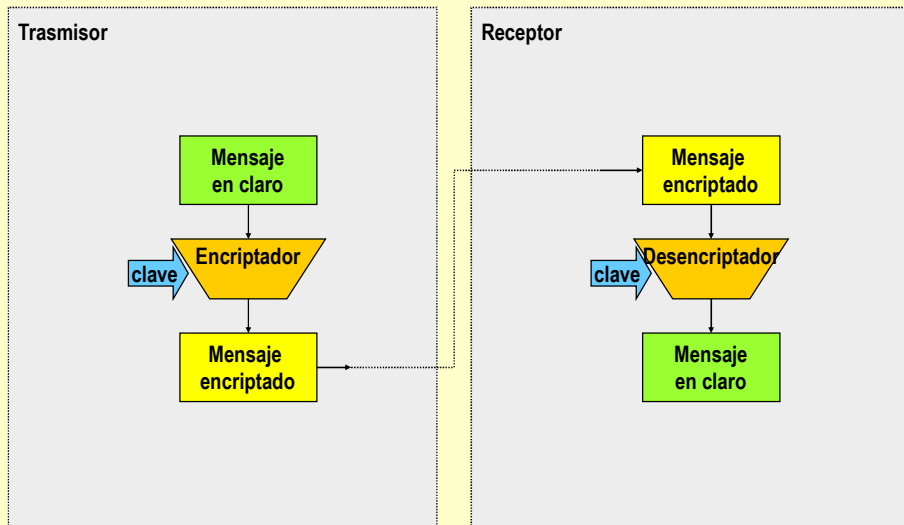 Trasmisor
Mensaje
en claro
Encriptador
clave
Mensaje
encriptado
Receptor
Mensaje
encriptado
Desencriptador
clave
Mensaje
en claro